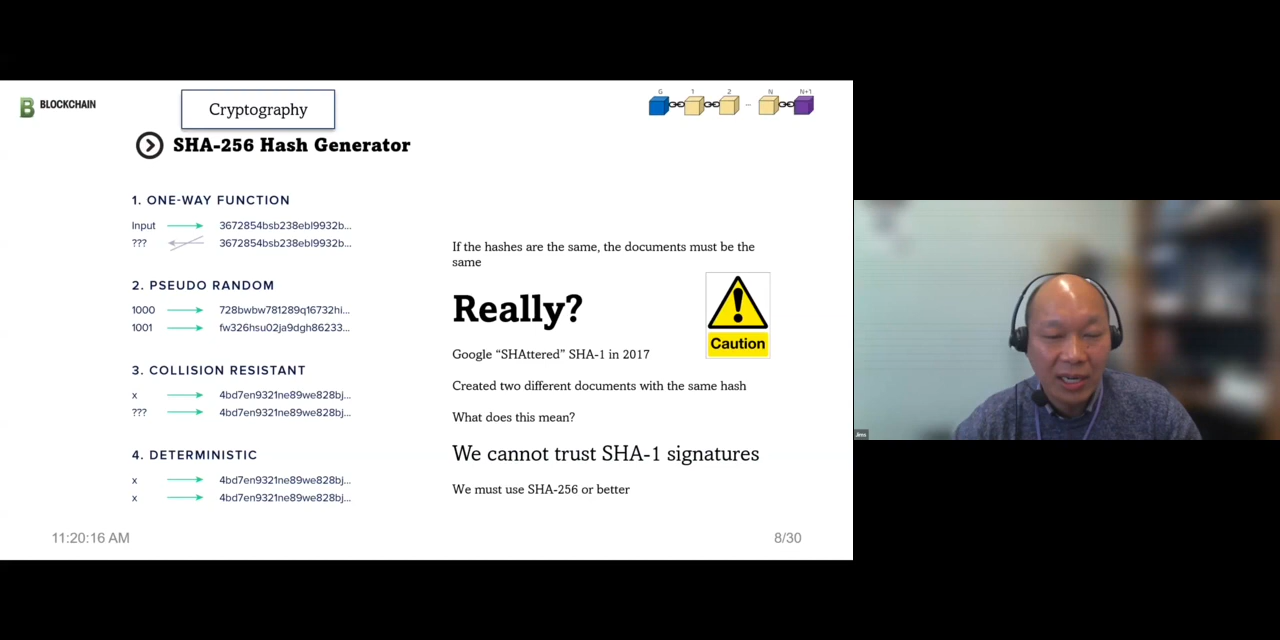 BLOCKCHAIN
Cryptography
G 1 2 ... N N+1
SHA-256 Hash Generator
1. ONE-WAY FUNCTION
Input 3672854bsb238ebl9932b...
??? 3672854bsb238ebl9932b...
2. PSEUDO RANDOM
1000 728bwbw781289q16732hi...
1001 fw326hsu02ja9dgh86233...
3. COLLISION RESISTANT
x 4bd7en9321ne89we828bj...
??? 4bd7en9321ne89we828bj...
4. DETERMINISTIC
x 4bd7en9321ne89we828bj...
x 4bd7en9321ne89we828bj...
If the hashes are the same, the documents must be the
same
Really?
Caution
Google “SHAttered” SHA-1 in 2017
Created two different documents with the same hash
What does this mean?
We cannot trust SHA-1 signatures
We must use SHA-256 or better
11:20:16 AM
8/30